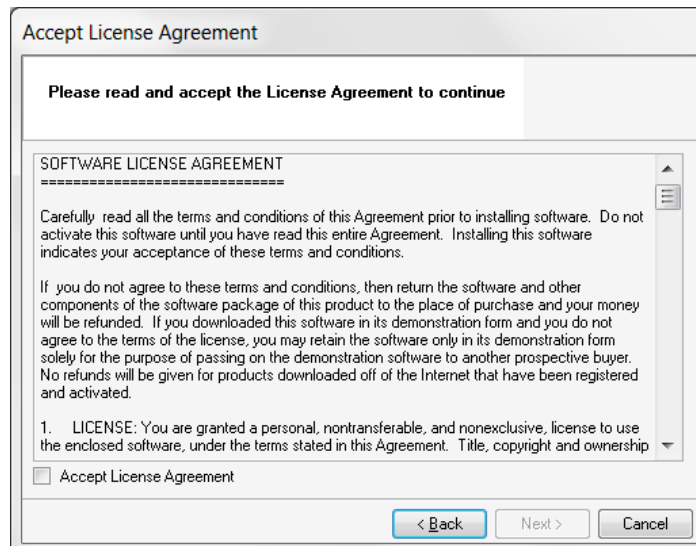 Accept License Agreement
Please read and accept the License Agreement to continue
SOFTWARE LICENSE AGREEMENT
==============================
Carefully  read all the terms and conditions of this Agreement prior to installing software.  Do not
activate this software until you have read this entire Agreement.  Installing this software
indicates your acceptance of these terms and conditions.
If  you do not agree to these terms and conditions, then return the software and other
components of the software package of this product to the place of purchase and your money
will be refunded.  If you downloaded this software in its demonstration form and you do not
agree to the terms of the license, you may retain the software only in its demonstration form
solely for the purpose of passing on the demonstration software to another prospective buyer.
No refunds will be given for products downloaded off of the Internet that have been registered
and activated.
1.    LICENSE: You are granted a personal, nontransferable, and nonexclusive, license to use
the enclosed software, under the terms stated in this Agreement.  Title, copyright and ownership
Accept License Agreement
< Back
Next >
Cancel